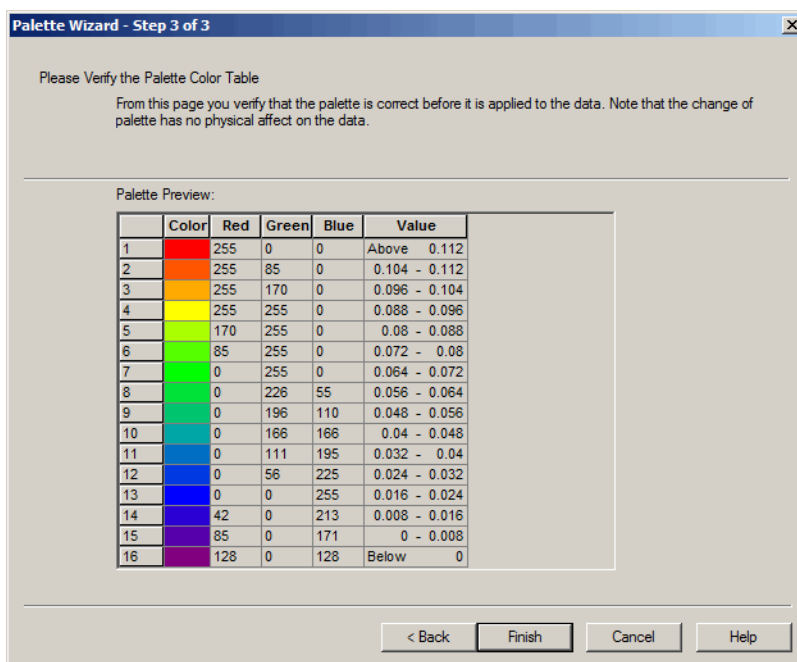 Palette Wizard - Step 3 of 3
Please Verify the Palette Color Table
From this page you verify that the palette is correct before it is applied to the data. Note that the change of
palette has no physical affect on the data.
Palette Preview:
Color Red Green Blue Value
1 255 0 0 Above 0.112
2 255 85 0 0.104 - 0.112
3 255 170 0 0.096 - 0.104
4 255 255 0 0.088 - 0.096
5 170 255 0 0.08 - 0.088
6 85 255 0 0.072 - 0.08
7 0 255 0 0.064 - 0.072
8 0 226 55 0.056 - 0.064
9 0 196 110 0.048 - 0.056
10 0 166 166 0.04 - 0.048
11 0 111 195 0.032 - 0.04
12 0 56 225 0.024 - 0.032
13 0 0 255 0.016 - 0.024
14 42 0 213 0.008 - 0.016
15 85 0 171 0 - 0.008
16 128 0 128 Below 0
< Back Finish Cancel Help